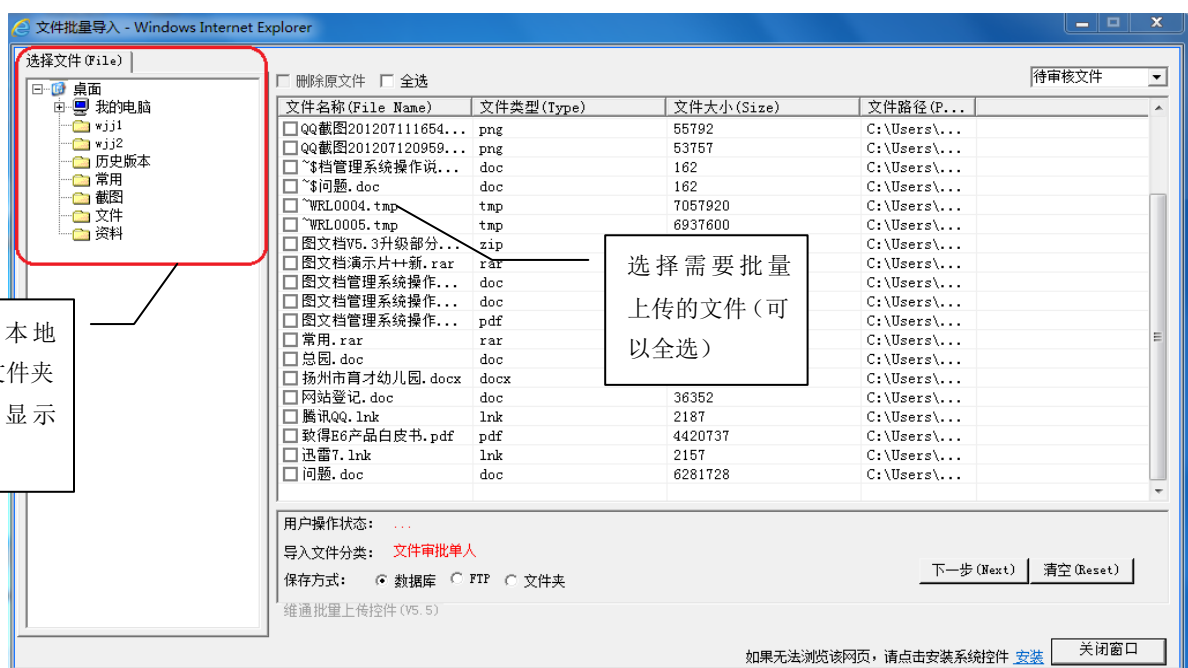 文件批量导入 - Windows Internet Explorer
选择文件(File)
删除原文件 全选
待审核文件
桌面
我的电脑
wjj1
wjj2
历史版本
常用
截图
文件
资料
文件名称(File Name) 文件类型(Type) 文件大小(Size) 文件路径(P...
QQ截图201207111654... png 55792 C:\Users\...
QQ截图201207120959... png 53757 C:\Users\...
~$档管理系统操作说... doc 162 C:\Users\...
~$问题.doc doc 162 C:\Users\...
~WRL0004.tmp tmp 7057920 C:\Users\...
~WRL0005.tmp tmp 6937600 C:\Users\...
图文档V5.3升级部分... zip C:\Users\...
图文档演示片++新.rar rar C:\Users\...
图文档管理系统操作... doc C:\Users\...
图文档管理系统操作... doc C:\Users\...
图文档管理系统操作... pdf C:\Users\...
常用.rar rar C:\Users\...
总园.doc doc C:\Users\...
扬州市育才幼儿园.docx docx C:\Users\...
网站登记.doc doc 36352 C:\Users\...
腾讯QQ.lnk lnk 2187 C:\Users\...
致得E6产品白皮书.pdf pdf 4420737 C:\Users\...
迅雷7.lnk lnk 2157 C:\Users\...
问题.doc doc 6281728 C:\Users\...
选择需要批量
上传的文件（可
以全选）
本地
文件夹
显示
用户操作状态： ...
导入文件分类： 文件审批单人
保存方式： 数据库 FTP 文件夹
下一步(Next) 清空(Reset)
维通批里上传控件(V5.5)
如果无法浏览该网页，请点击安装系统控件 安装 关闭窗口